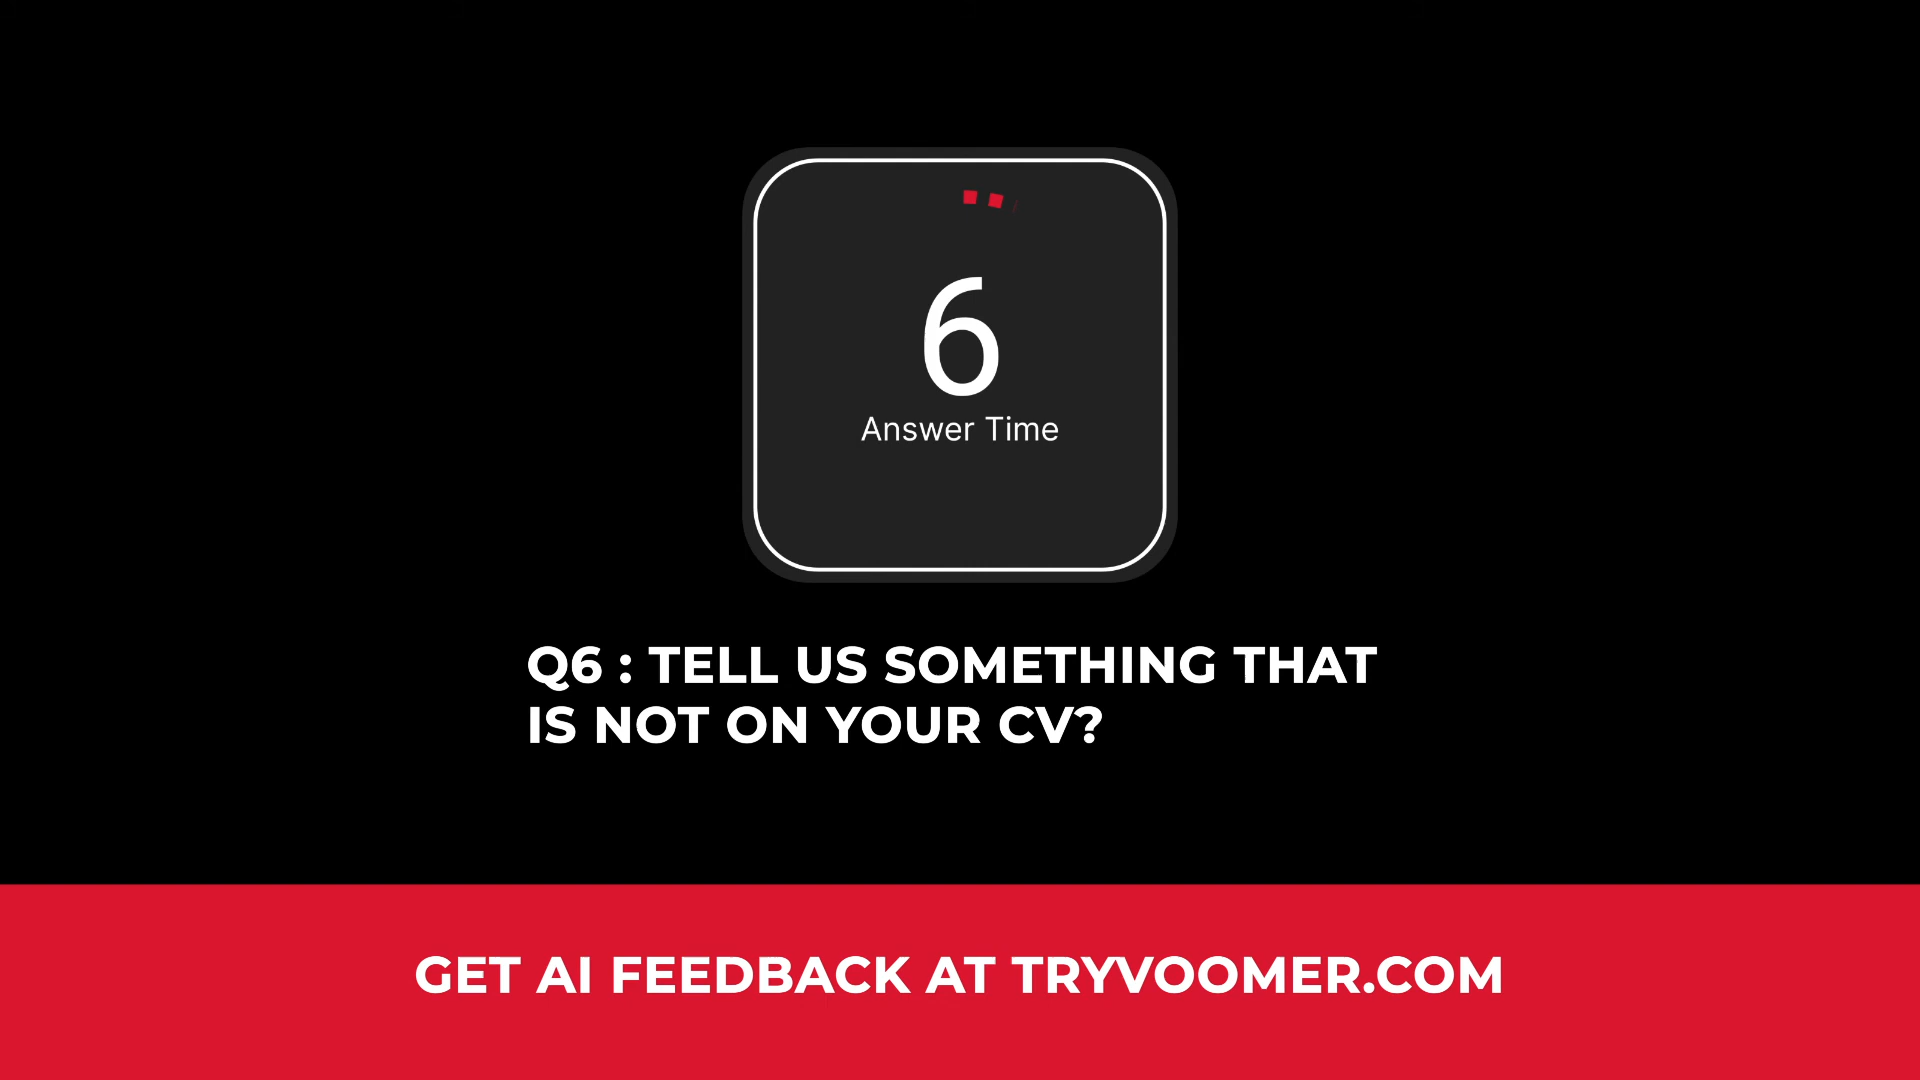 6
Answer Time
Q6 : TELL US SOMETHING THAT
IS NOT ON YOUR CV?
GET AI FEEDBACK AT TRYVOOMER.COM